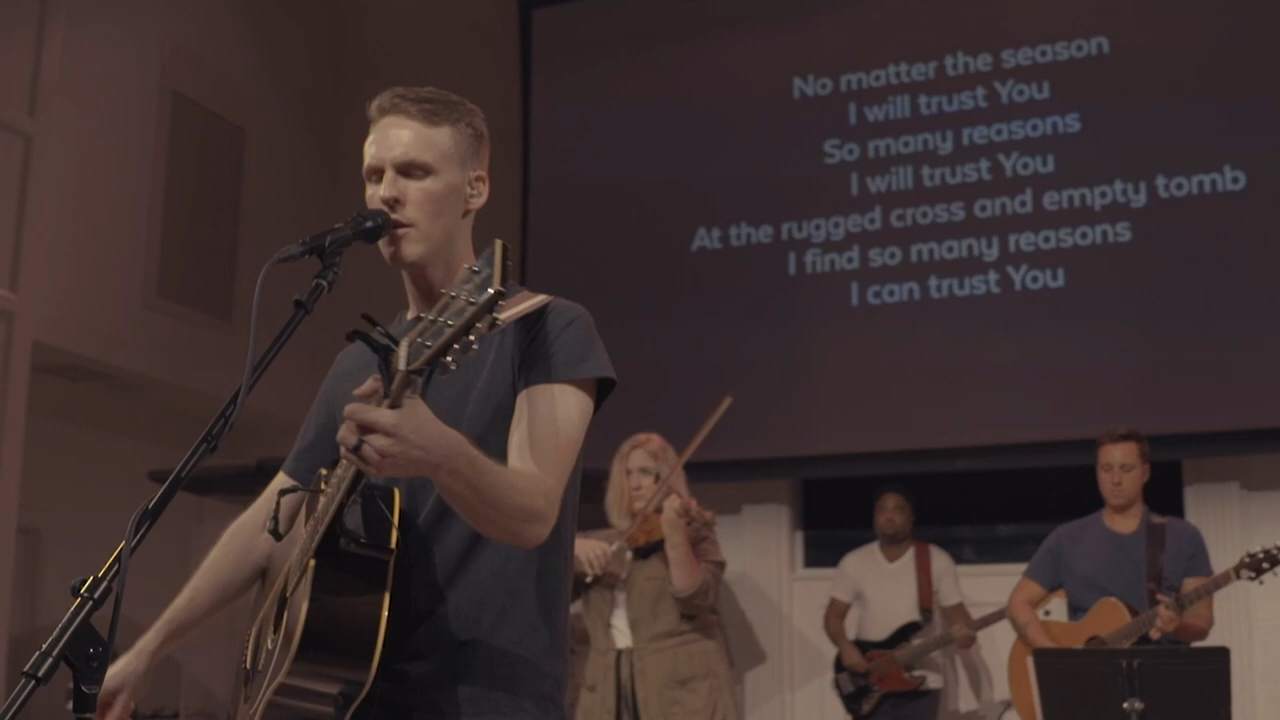 No matter the season
I will trust You
So many reasons
I will trust You
At the rugged cross and empty tomb
I find so many reasons
I can trust You